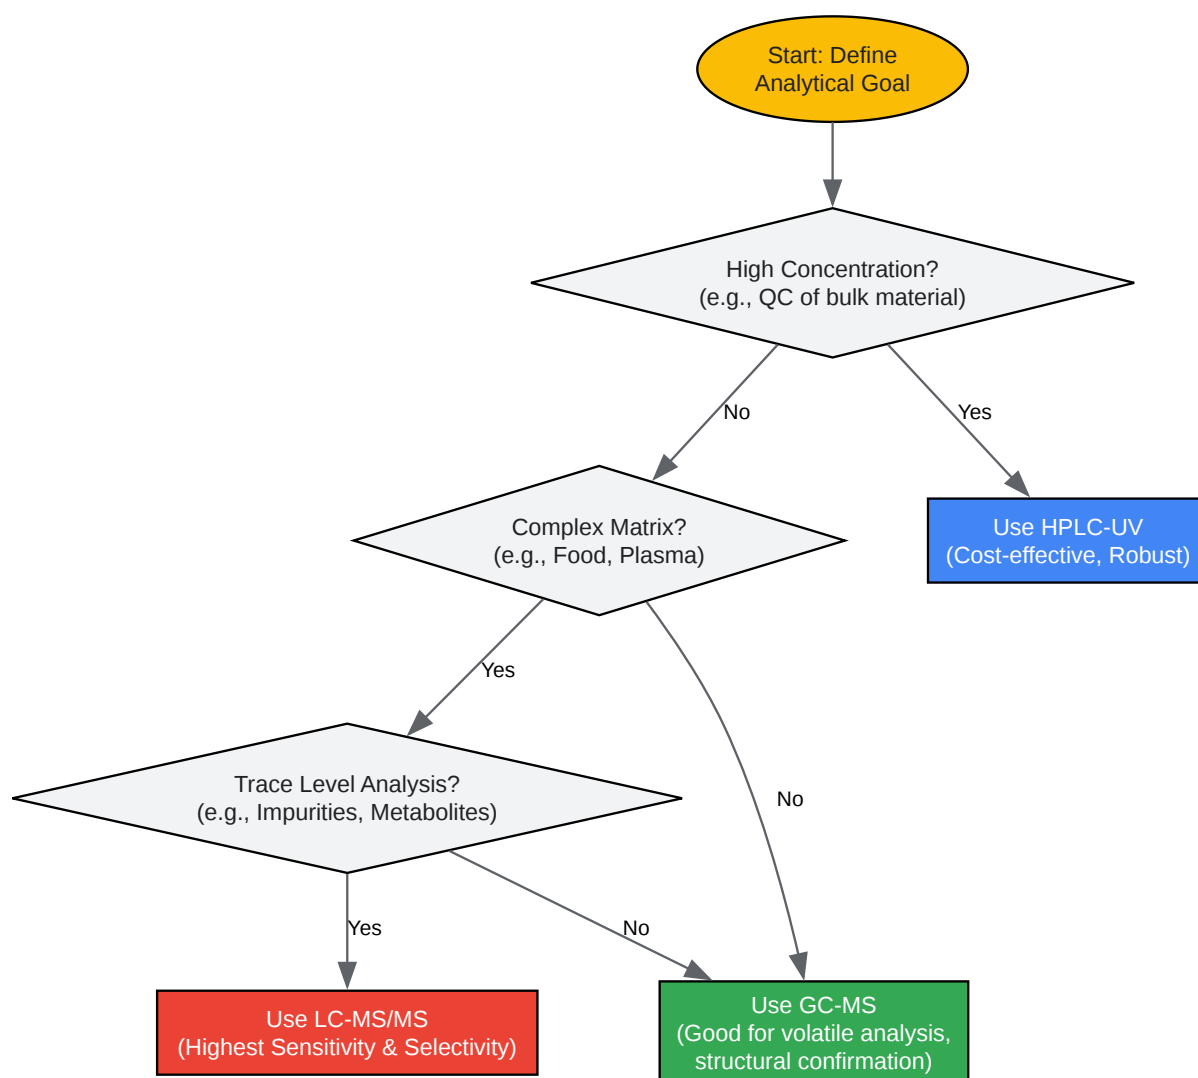 Start: Define
Analytical Goal
High Concentration?
(e.g., QC of bulk material)
No
Yes
Complex Matrix?
(e.g., Food, Plasma)
Use HPLC-UV
(Cost-effective, Robust)
Yes
Trace Level Analysis?
(e.g., Impurities, Metabolites)
No
Yes
No
Use LC-MS/MS
(Highest Sensitivity & Selectivity)
Use GC-MS
(Good for volatile analysis,
structural confirmation)